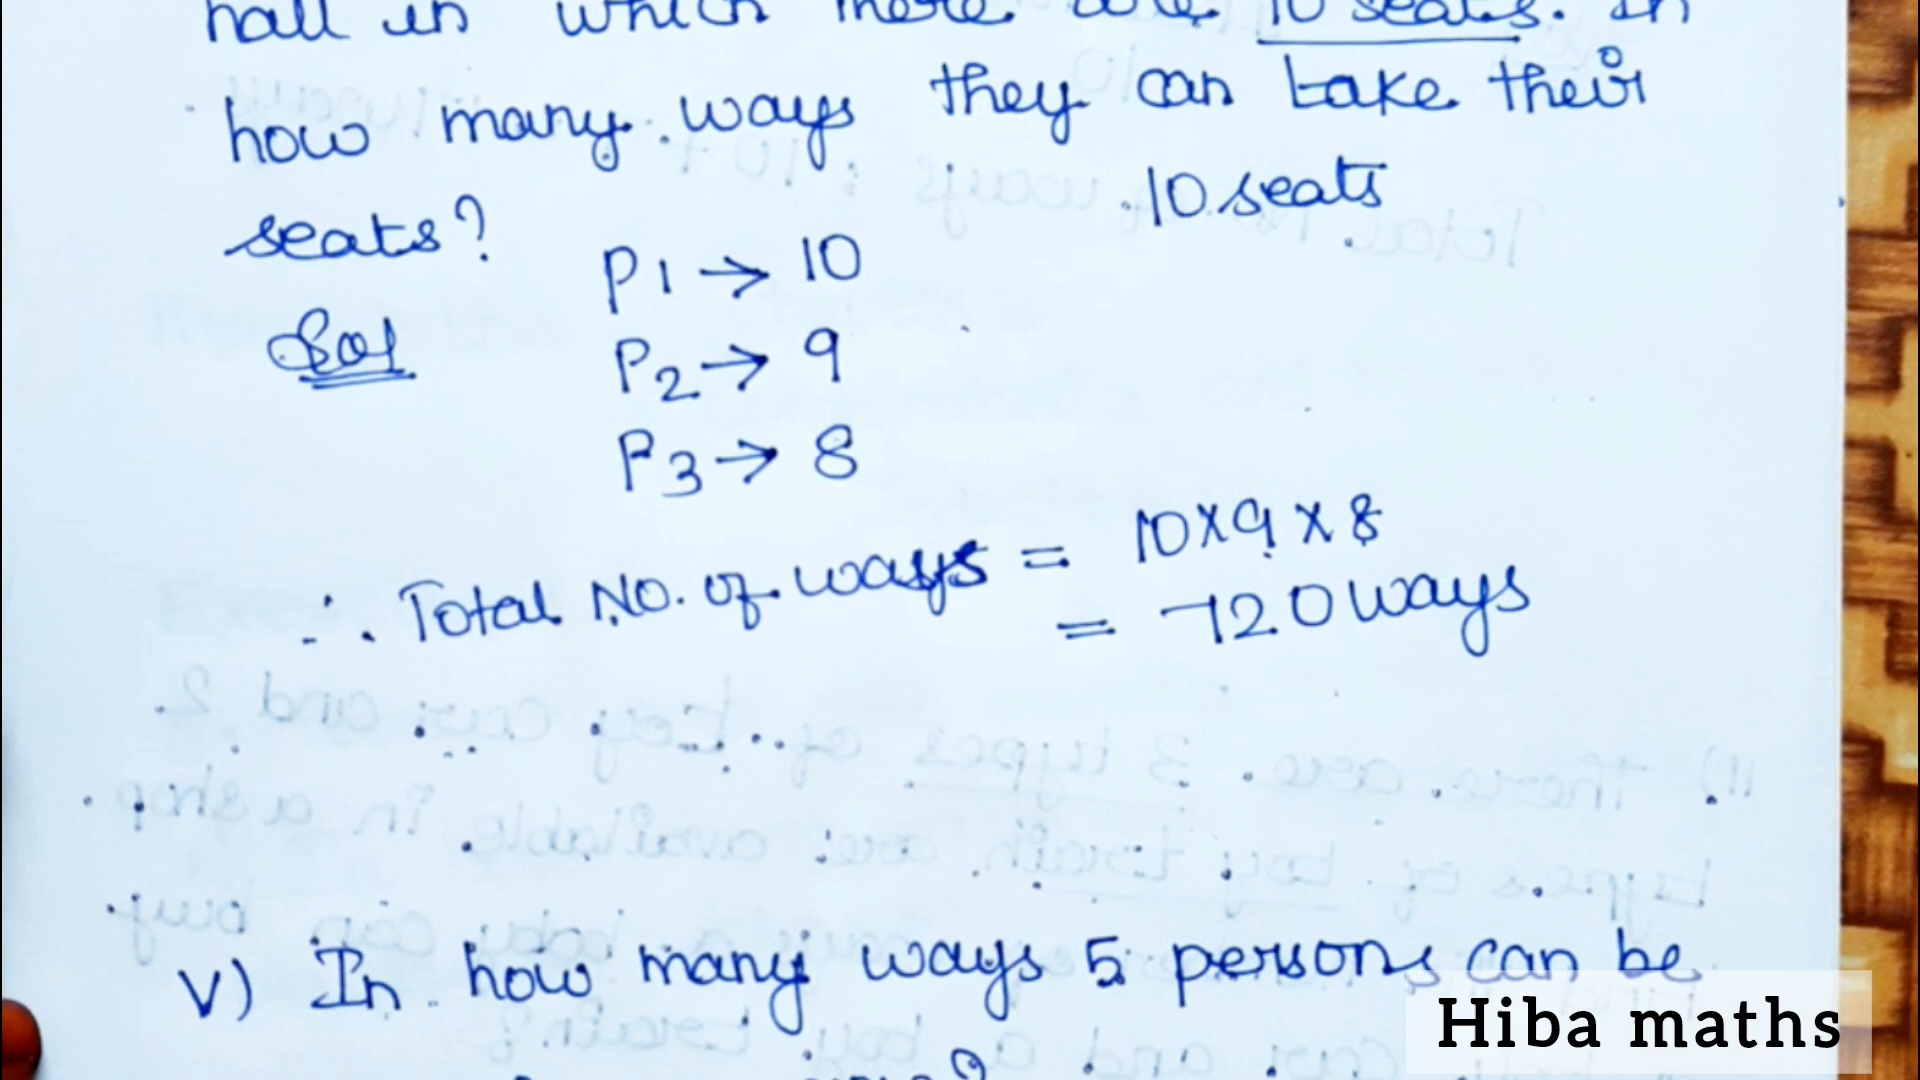 hall in which there are 10 seats. In
how many ways they can take their
seats?
10 seats
P1 → 10
Sol
P2 → 9
P3 → 8
∴ Total No. of ways = 10×9×8
= 720 ways
V) In how many ways 5 persons can be
Hiba maths